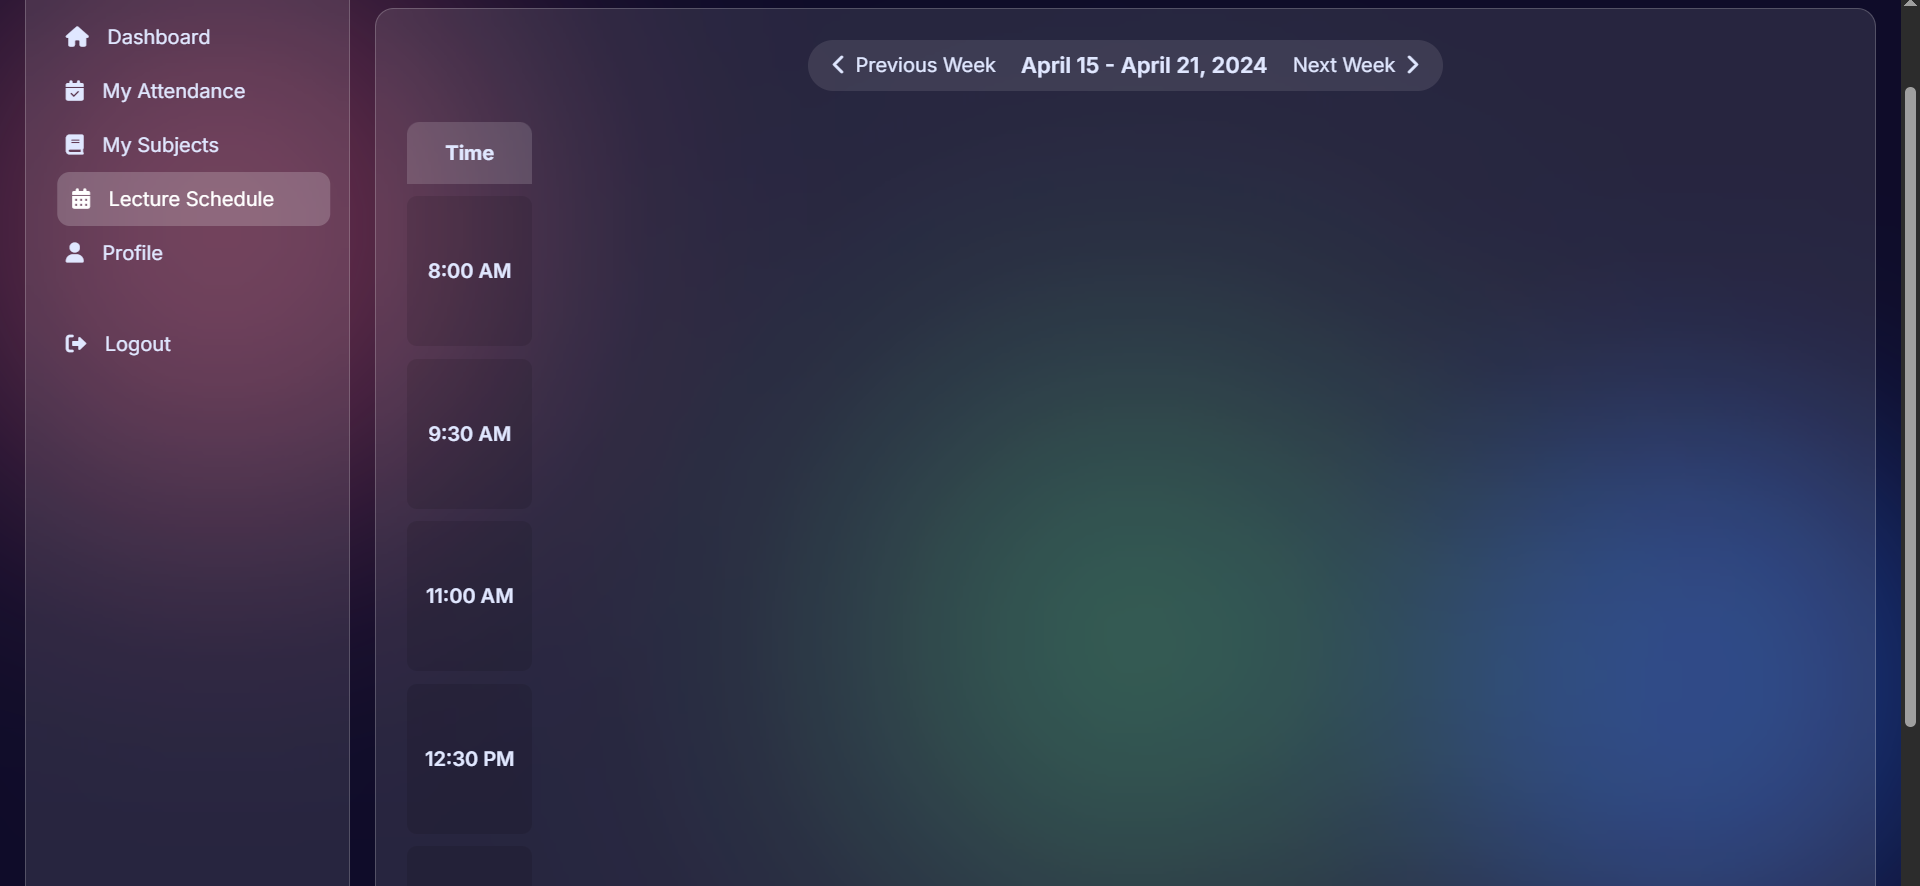 Dashboard
My Attendance
My Subjects
Lecture Schedule
Profile
Logout
Previous Week April 15 - April 21, 2024 Next Week
Time
8:00 AM
9:30 AM
11:00 AM
12:30 PM